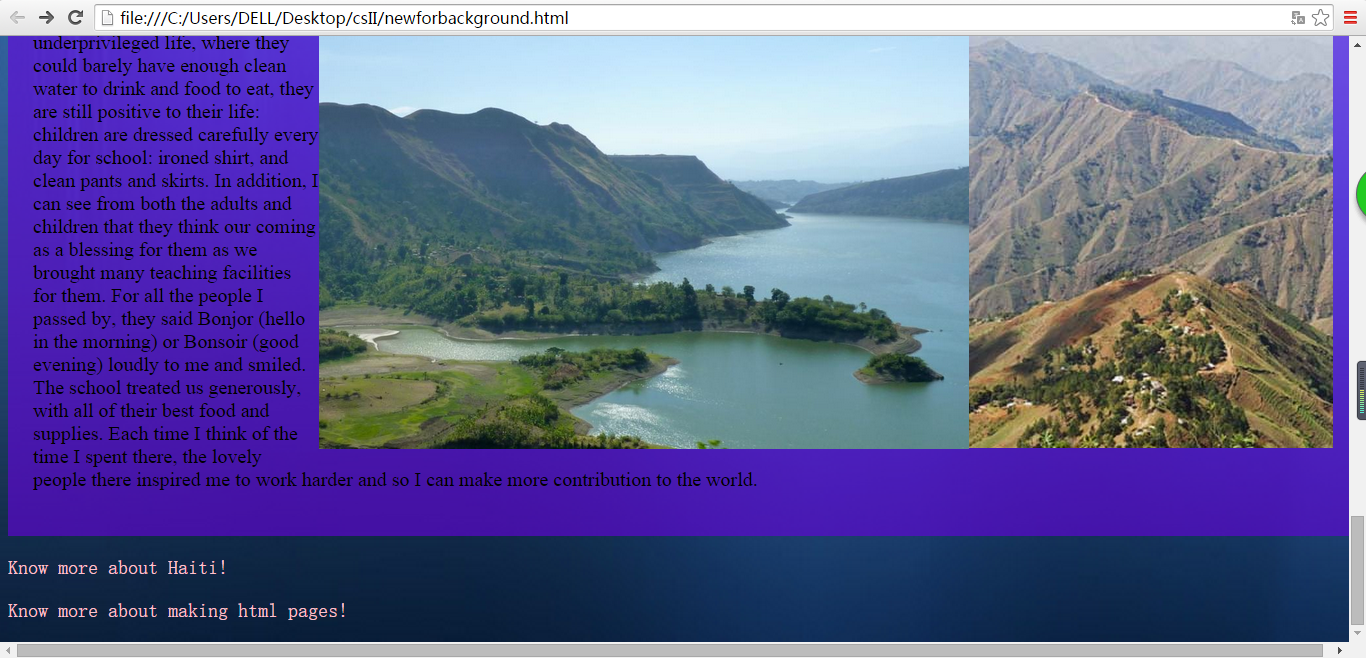 file:///C:/Users/DELL/Desktop/csII/newforbackground.html
underprivileged life, where they
could barely have enough clean
water to drink and food to eat, they
are still positive to their life:
children are dressed carefully every
day for school: ironed shirt, and
clean pants and skirts. In addition, I
can see from both the adults and
children that they think our coming
as a blessing for them as we
brought many teaching facilities
for them. For all the people I
passed by, they said Bonjor (hello
in the morning) or Bonsoir (good
evening) loudly to me and smiled.
The school treated us generously,
with all of their best food and
supplies. Each time I think of the
time I spent there, the lovely
people there inspired me to work harder and so I can make more contribution to the world.
Know more about Haiti!
Know more about making html pages!